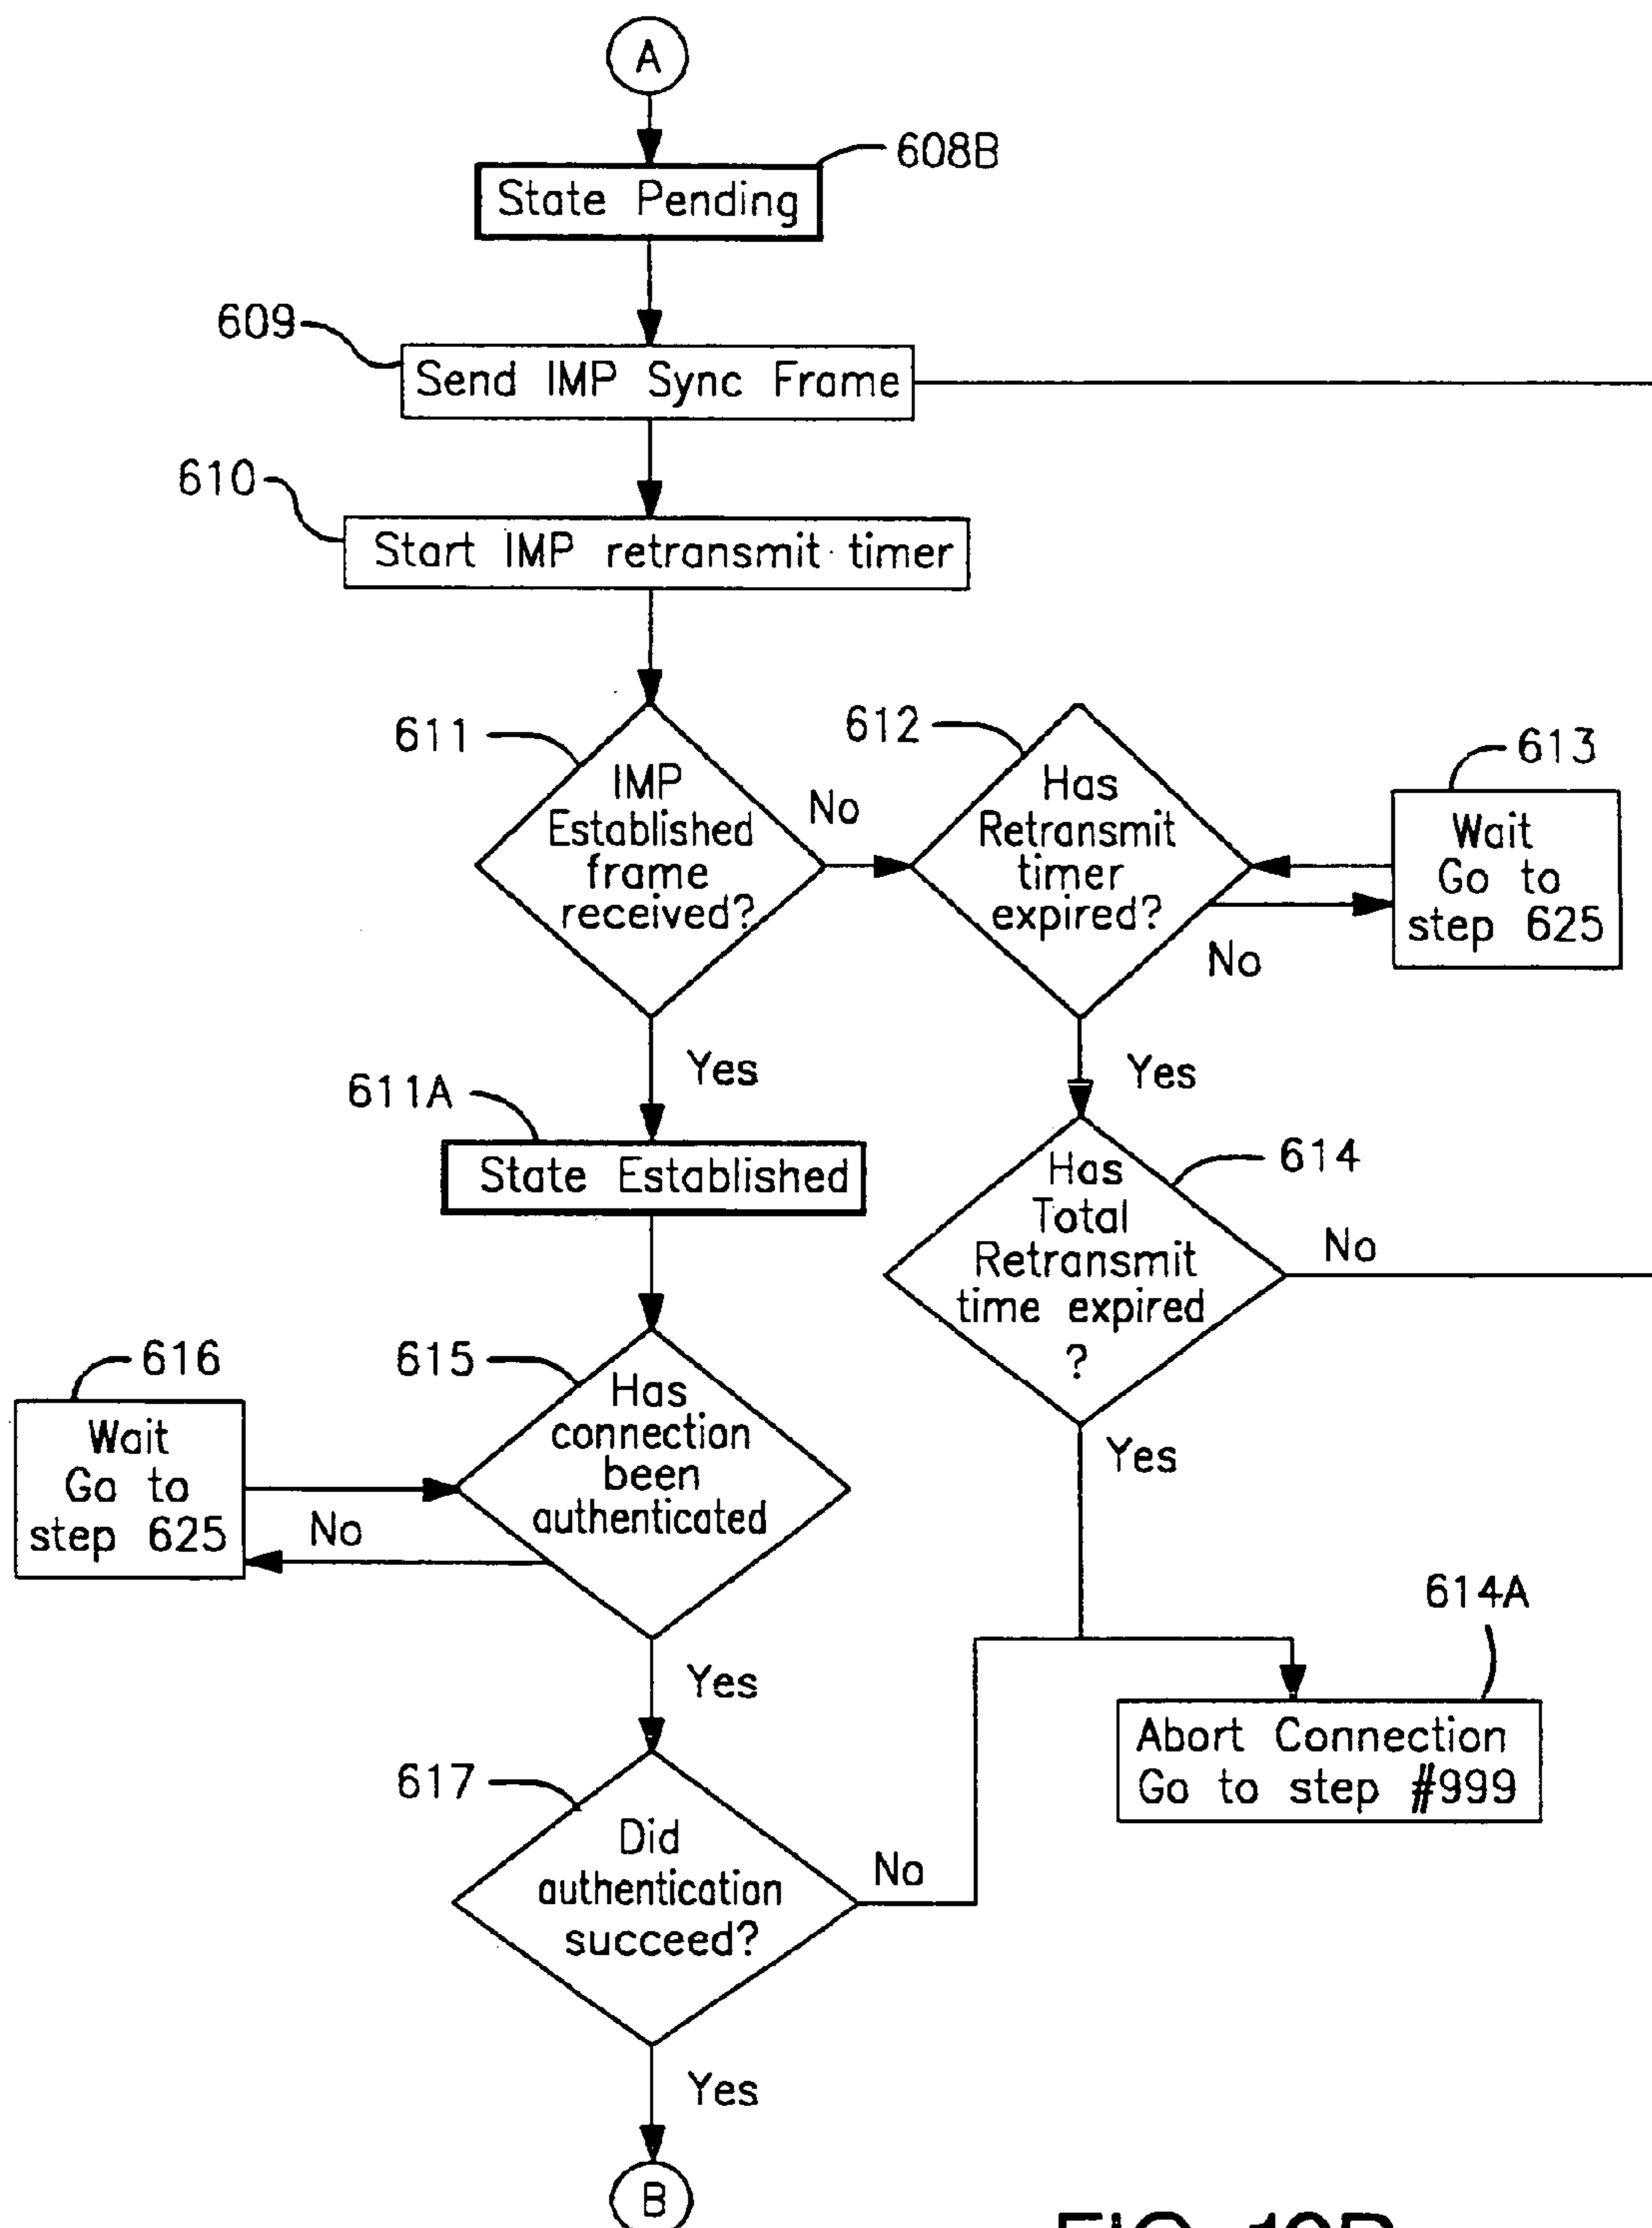 A
608B
State Pending
609
Send IMP Sync Frame
610
Start IMP retransmit timer
611
IMP
Established
frame
received?
No
612
Has
Retransmit
timer
expired?
No
613
Wait
Go to
step 625
Yes
Yes
611A
State Established
614
Has
Total
Retransmit
time expired
?
No
616
Wait
Go to
step 625
No
615
Has
connection
been
authenticated
Yes
Yes
614A
Abort Connection
Go to step #999
617
Did
authentication
succeed?
No
Yes
B